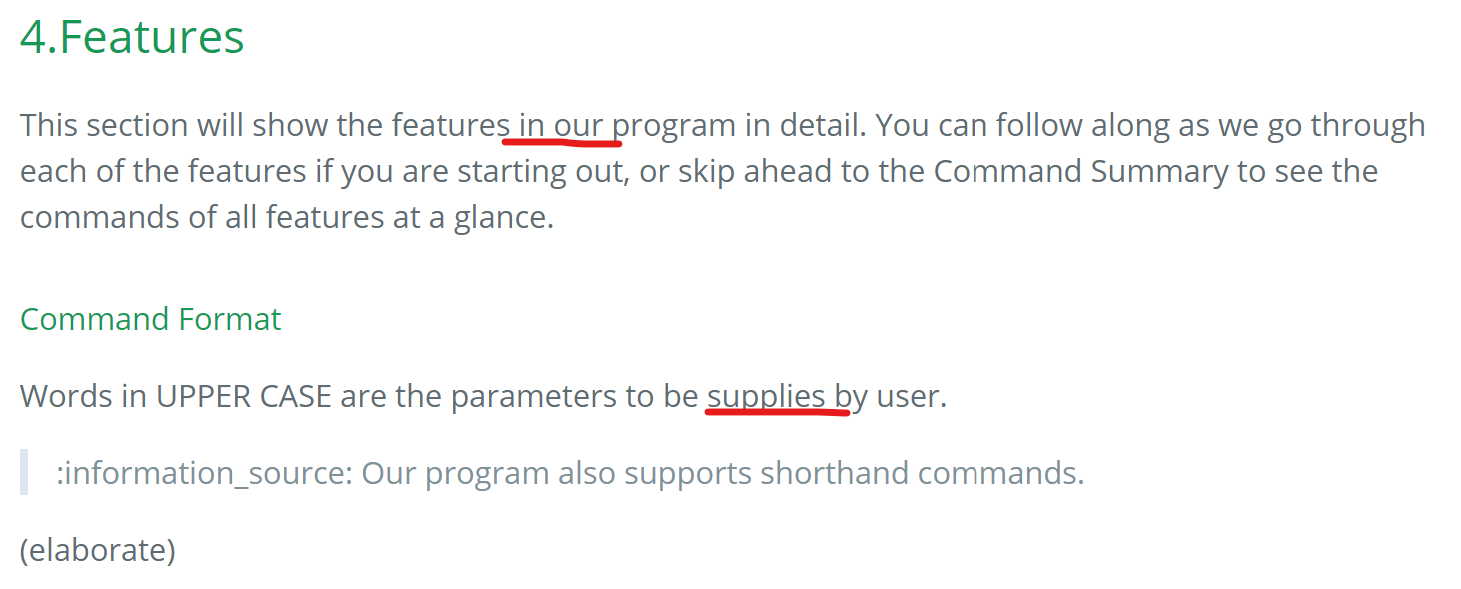 4.Features
This section will show the features in our program in detail. You can follow along as we go through
each of the features if you are starting out, or skip ahead to the Command Summary to see the
commands of all features at a glance.
Command Format
Words in UPPER CASE are the parameters to be supplies by user.
:information_source: Our program also supports shorthand commands.
(elaborate)